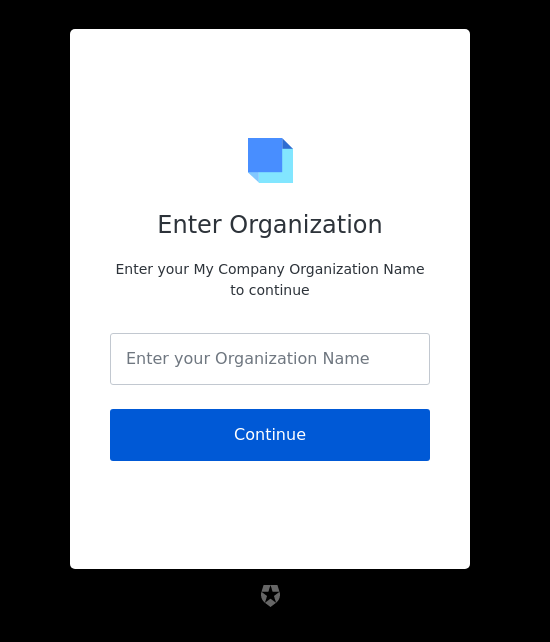 Enter Organization
Enter your My Company Organization Name
to continue
Enter your Organization Name
Continue